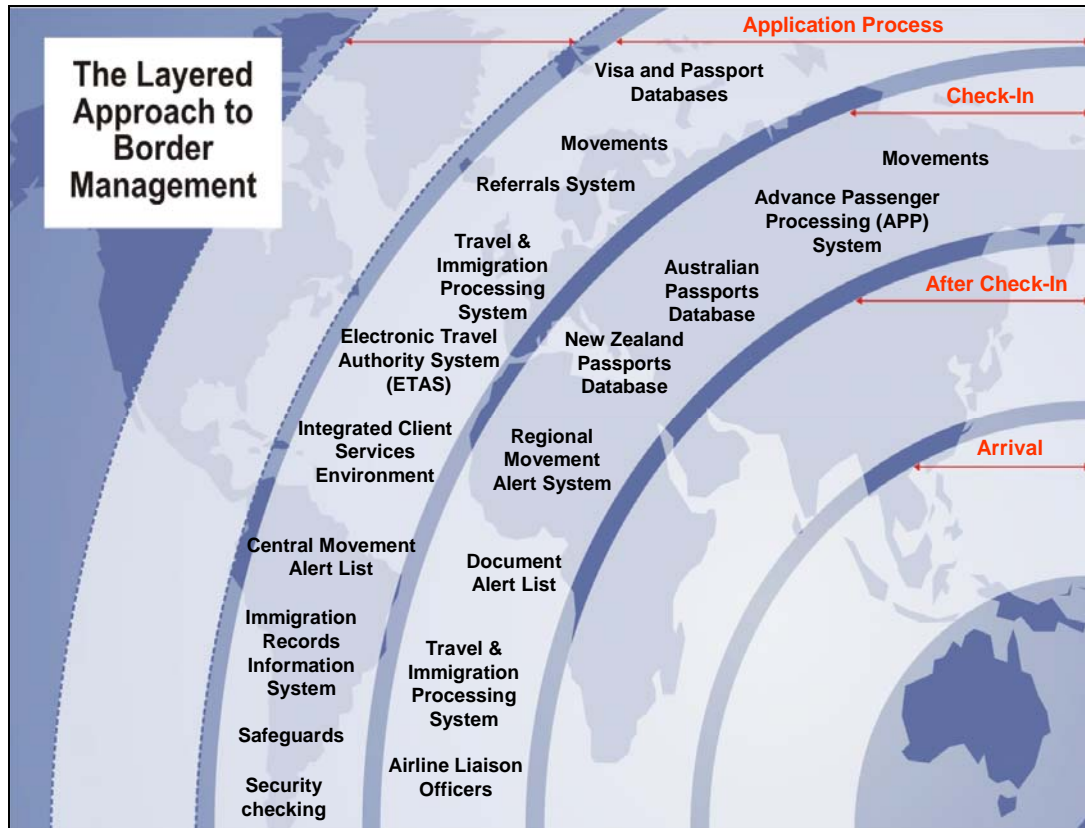 The Layered
Approach to
Border
Management
Application Process
Visa and Passport
Databases
Movements
Referrals System
Travel &
Immigration
Processing
System
Electronic Travel
Authority System
(ETAS)
Integrated Client
Services
Environment
Central Movement
Alert List
Immigration
Records
Information
System
Safeguards
Security
checking
Check-In
Movements
Advance Passenger
Processing (APP)
System
Australian
Passports
Database
New Zealand
Passports
Database
Regional
Movement
Alert System
Document
Alert List
Travel &
Immigration
Processing
System
Airline Liaison
Officers
After Check-In
Arrival